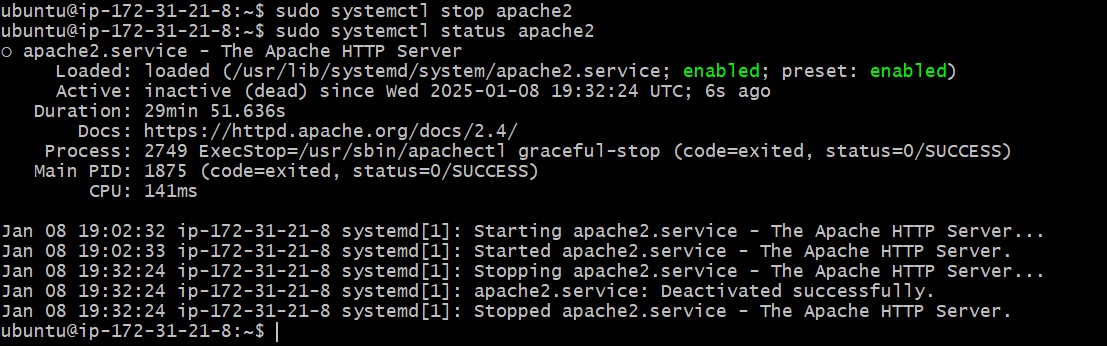 ubuntu@ip-172-31-21-8:~$ sudo systemctl stop apache2
ubuntu@ip-172-31-21-8:~$ sudo systemctl status apache2
○ apache2.service - The Apache HTTP Server
     Loaded: loaded (/usr/lib/systemd/system/apache2.service; enabled; preset: enabled)
     Active: inactive (dead) since Wed 2025-01-08 19:32:24 UTC; 6s ago
   Duration: 29min 51.636s
       Docs: https://httpd.apache.org/docs/2.4/
    Process: 2749 ExecStop=/usr/sbin/apachectl graceful-stop (code=exited, status=0/SUCCESS)
   Main PID: 1875 (code=exited, status=0/SUCCESS)
        CPU: 141ms

Jan 08 19:02:32 ip-172-31-21-8 systemd[1]: Starting apache2.service - The Apache HTTP Server...
Jan 08 19:02:33 ip-172-31-21-8 systemd[1]: Started apache2.service - The Apache HTTP Server.
Jan 08 19:32:24 ip-172-31-21-8 systemd[1]: Stopping apache2.service - The Apache HTTP Server...
Jan 08 19:32:24 ip-172-31-21-8 systemd[1]: apache2.service: Deactivated successfully.
Jan 08 19:32:24 ip-172-31-21-8 systemd[1]: Stopped apache2.service - The Apache HTTP Server.
ubuntu@ip-172-31-21-8:~$